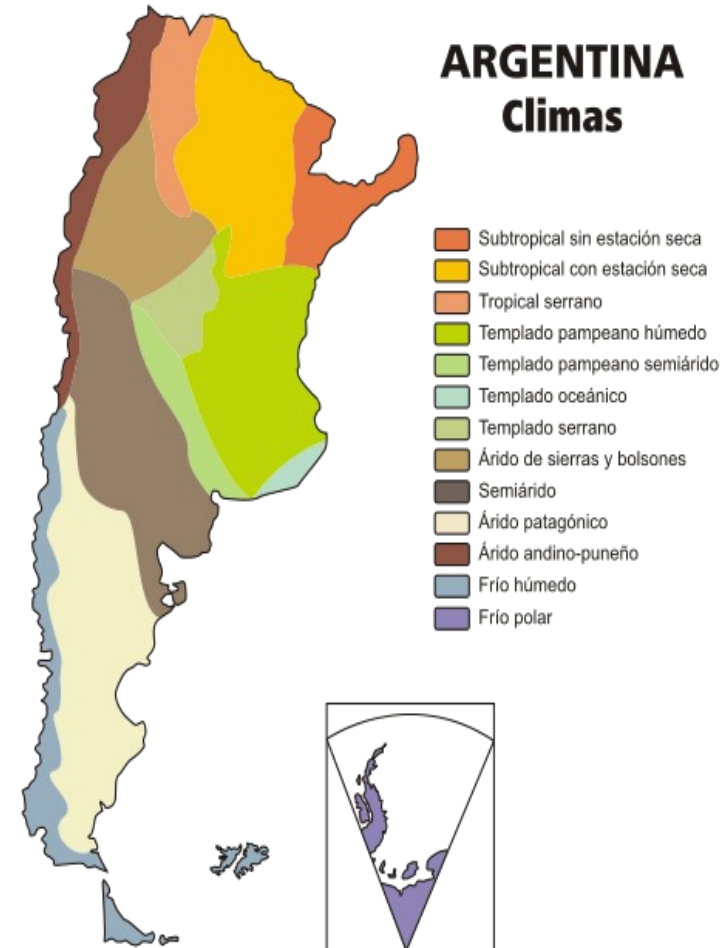 ARGENTINA
Climas
Subtropical sin estación seca
Subtropical con estación seca
Tropical serrano
Templado pampeano húmedo
Templado pampeano semiárido
Templado oceánico
Templado serrano
Árido de sierras y bolsones
Semiárido
Árido patagónico
Árido andino-puneño
Frío húmedo
Frío polar